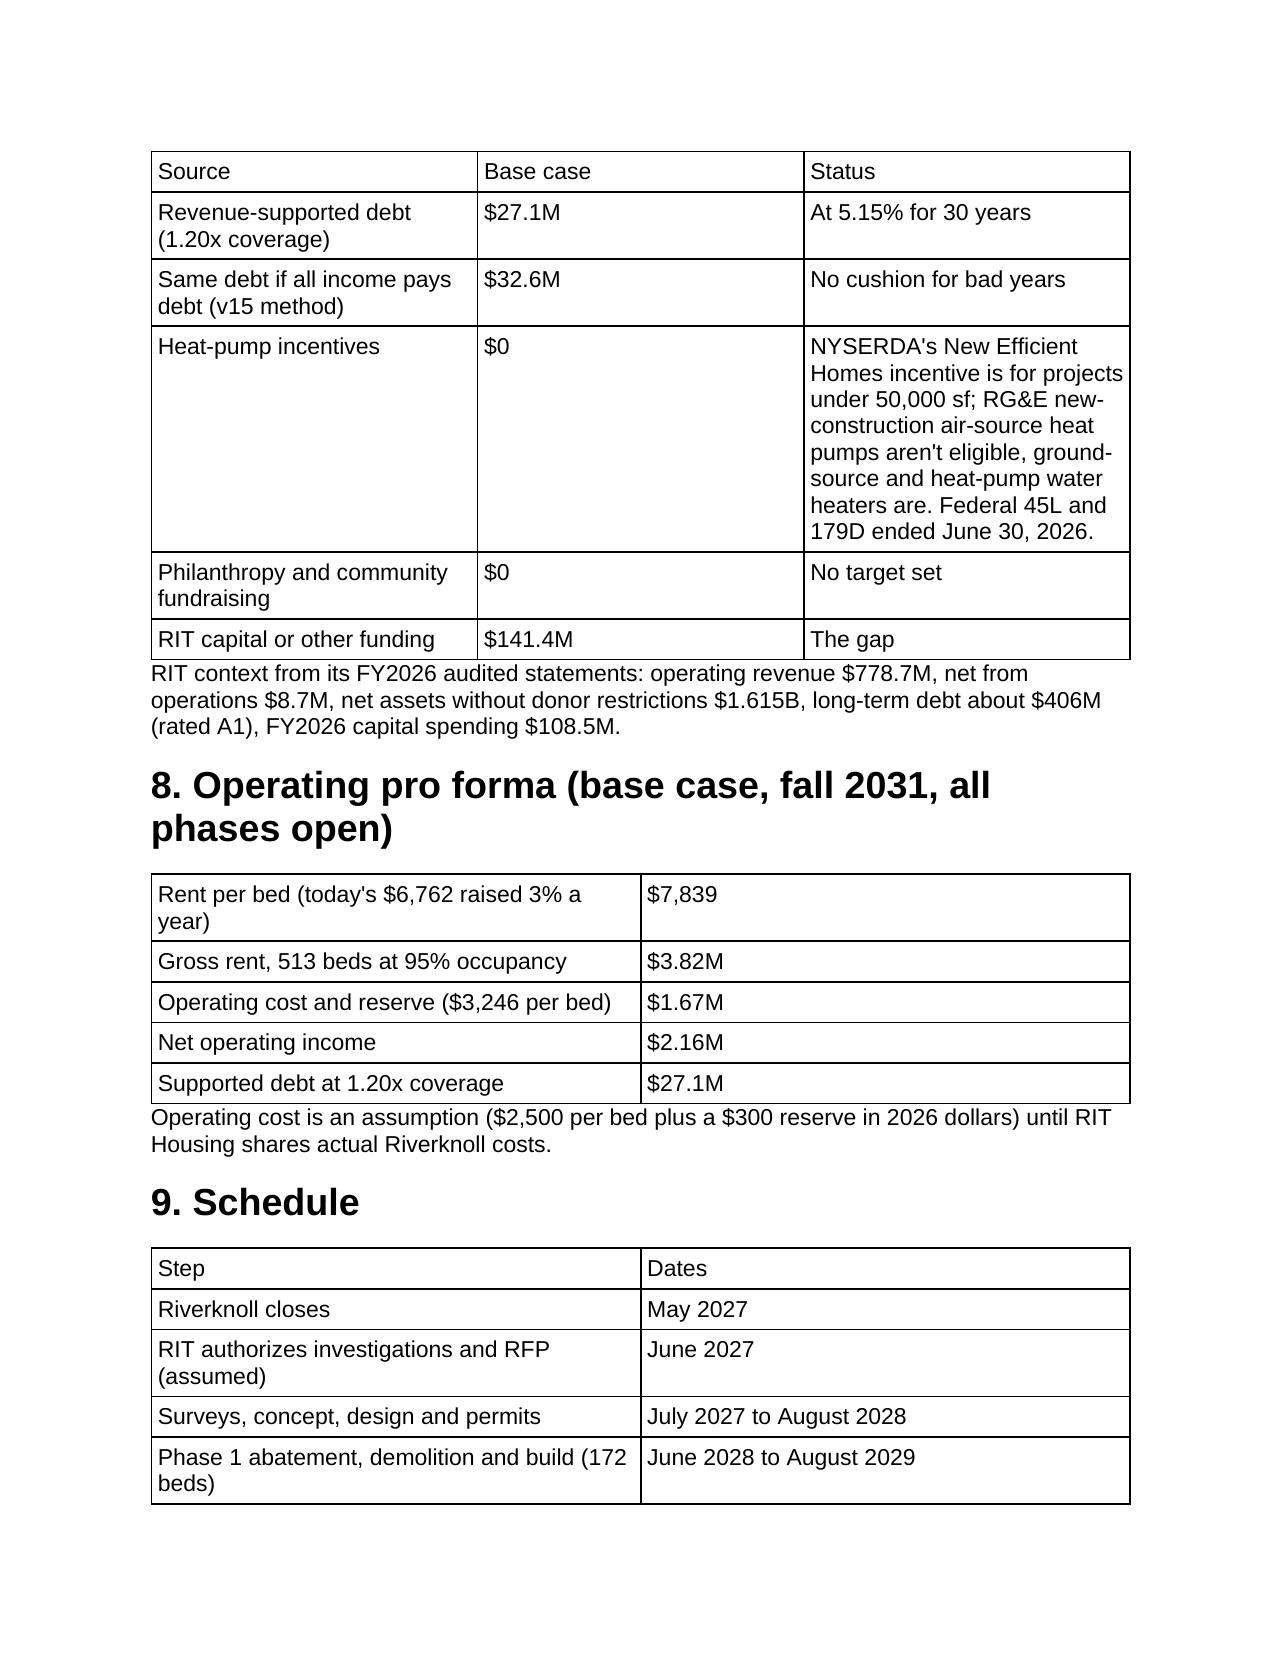 Source Base case Status
Revenue-supported debt $27.1M At 5.15% for 30 years
(1.20x coverage)
Same debt if all income pays $32.6M No cushion for bad years
debt (v15 method)
Heat-pump incentives $0 NYSERDA's New Efficient
Homes incentive is for projects
under 50,000 sf; RG&E new-
construction air-source heat
pumps aren't eligible, ground-
source and heat-pump water
heaters are. Federal 45L and
179D ended June 30, 2026.
Philanthropy and community $0 No target set
fundraising
RIT capital or other funding $141.4M The gap
RIT context from its FY2026 audited statements: operating revenue $778.7M, net from
operations $8.7M, net assets without donor restrictions $1.615B, long-term debt about $406M
(rated A1), FY2026 capital spending $108.5M.
8. Operating pro forma (base case, fall 2031, all
phases open)
Rent per bed (today's $6,762 raised 3% a $7,839
year)
Gross rent, 513 beds at 95% occupancy $3.82M
Operating cost and reserve ($3,246 per bed) $1.67M
Net operating income $2.16M
Supported debt at 1.20x coverage $27.1M
Operating cost is an assumption ($2,500 per bed plus a $300 reserve in 2026 dollars) until RIT
Housing shares actual Riverknoll costs.
9. Schedule
Step Dates
Riverknoll closes May 2027
RIT authorizes investigations and RFP June 2027
(assumed)
Surveys, concept, design and permits July 2027 to August 2028
Phase 1 abatement, demolition and build (172 June 2028 to August 2029
beds)